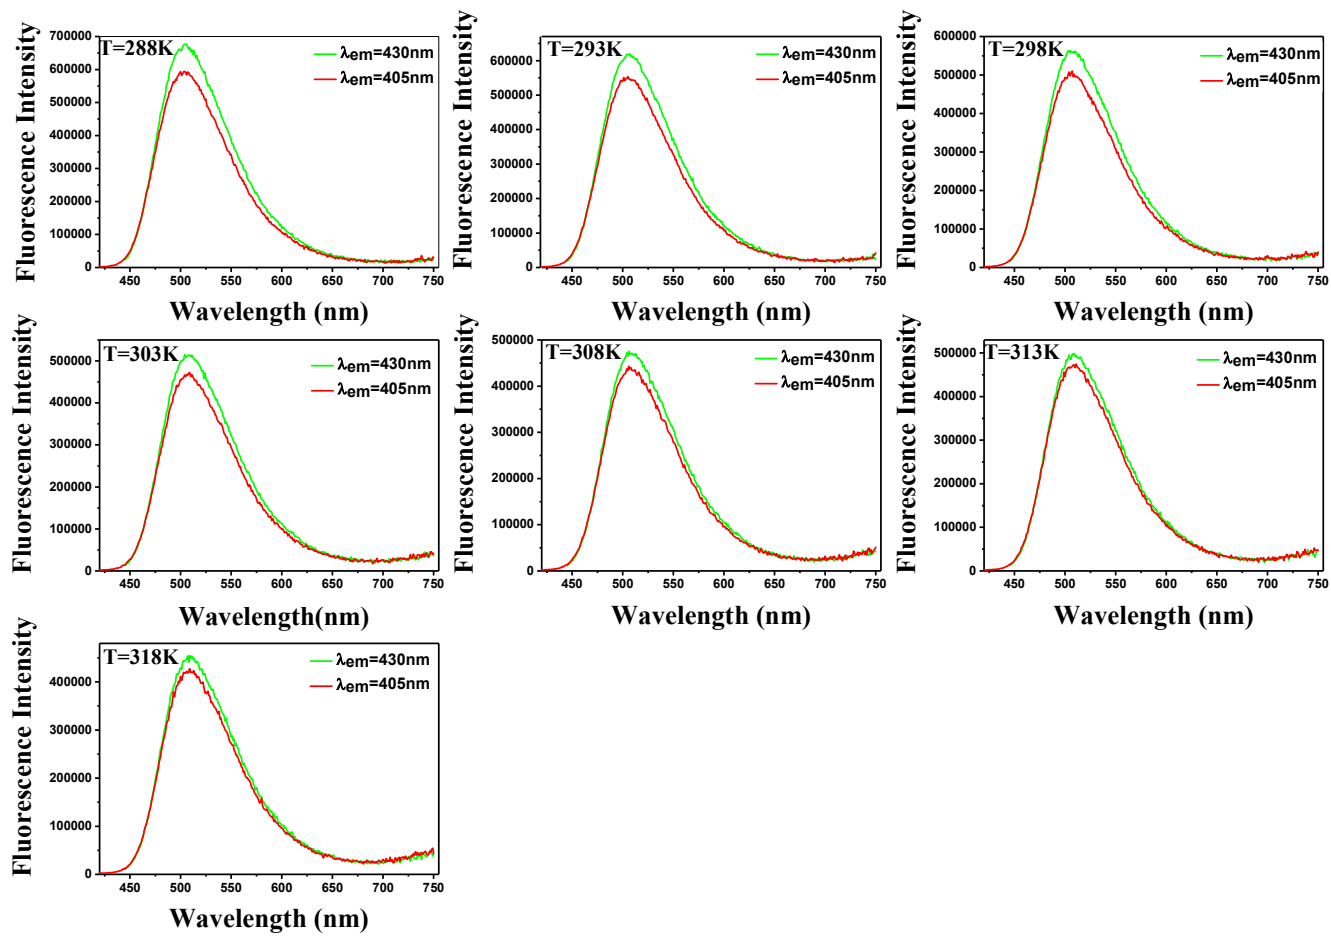 T=288K
λem=430nm
λem=405nm
Fluorescence Intensity
700000
600000
500000
400000
300000
200000
100000
0
450 500 550 600 650 700 750
Wavelength (nm)
T=293K
λem=430nm
λem=405nm
Fluorescence Intensity
600000
500000
400000
300000
200000
100000
0
450 500 550 600 650 700 750
Wavelength (nm)
T=298K
λem=430nm
λem=405nm
Fluorescence Intensity
600000
500000
400000
300000
200000
100000
0
450 500 550 600 650 700 750
Wavelength (nm)
T=303K
λem=430nm
λem=405nm
Fluorescence Intensity
500000
400000
300000
200000
100000
0
450 500 550 600 650 700 750
Wavelength(nm)
T=308K
λem=430nm
λem=405nm
Fluorescence Intensity
500000
400000
300000
200000
100000
0
450 500 550 600 650 700 750
Wavelength (nm)
T=313K
λem=430nm
λem=405nm
Fluorescence Intensity
500000
400000
300000
200000
100000
0
450 500 550 600 650 700 750
Wavelength (nm)
T=318K
λem=430nm
λem=405nm
Fluorescence Intensity
400000
300000
200000
100000
0
450 500 550 600 650 700 750
Wavelength (nm)